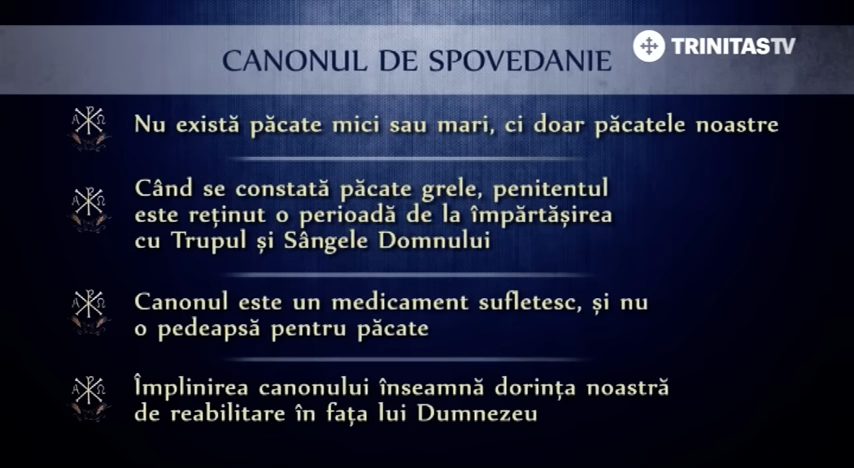 CANONUL DE SPOVEDANIE
TRINITAS TV
Nu există păcate mici sau mari, ci doar păcatele noastre
Când se constată păcate grele, penitentul
este reținut o perioadă de la împărtășirea
cu Trupul și Sângele Domnului
Canonul este un medicament sufletesc, și nu
o pedeapsă pentru păcate
Împlinirea canonului înseamnă dorința noastră
de reabilitare în fața lui Dumnezeu